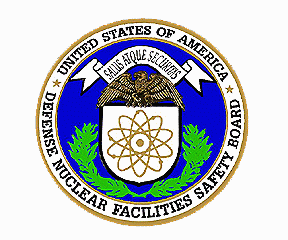 UNITED STATES OF AMERICA
SALUS ATQUE SECURITAS
DEFENSE NUCLEAR FACILITIES SAFETY BOARD